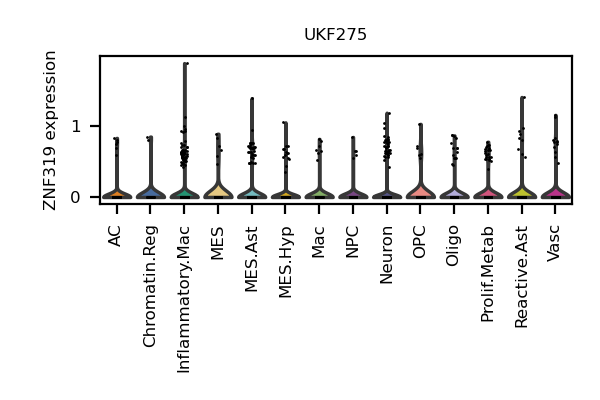 UKF275
ZNF319 expression
1
0
AC
Chromatin.Reg
Inflammatory.Mac
MES
MES.Ast
MES.Hyp
Mac
NPC
Neuron
OPC
Oligo
Prolif.Metab
Reactive.Ast
Vasc